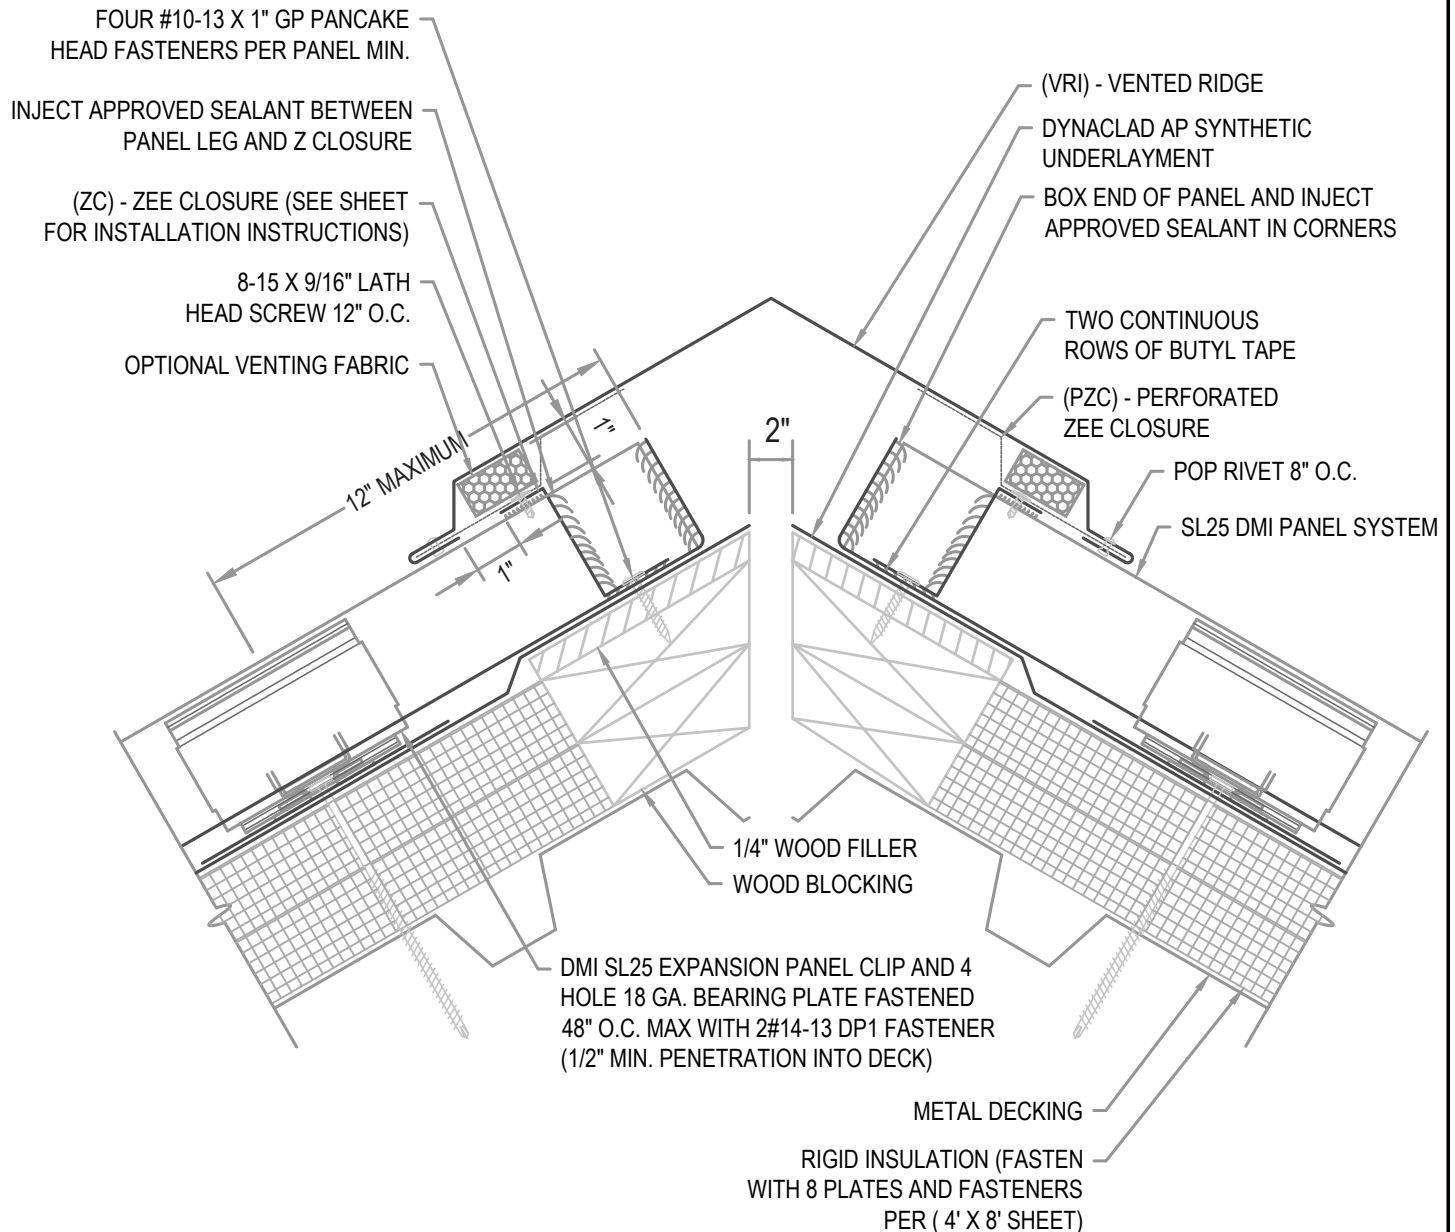 FOUR #10-13 X 1" GP PANCAKE
HEAD FASTENERS PER PANEL MIN.
INJECT APPROVED SEALANT BETWEEN
PANEL LEG AND Z CLOSURE
(ZC) - ZEE CLOSURE (SEE SHEET
FOR INSTALLATION INSTRUCTIONS)
8-15 X 9/16" LATH
HEAD SCREW 12" O.C.
OPTIONAL VENTING FABRIC
12" MAXIMUM
1"
1"
2"
(VRI) - VENTED RIDGE
DYNACLAD AP SYNTHETIC
UNDERLAYMENT
BOX END OF PANEL AND INJECT
APPROVED SEALANT IN CORNERS
TWO CONTINUOUS
ROWS OF BUTYL TAPE
(PZC) - PERFORATED
ZEE CLOSURE
POP RIVET 8" O.C.
SL25 DMI PANEL SYSTEM
1/4" WOOD FILLER
WOOD BLOCKING
DMI SL25 EXPANSION PANEL CLIP AND 4
HOLE 18 GA. BEARING PLATE FASTENED
48" O.C. MAX WITH 2#14-13 DP1 FASTENER
(1/2" MIN. PENETRATION INTO DECK)
METAL DECKING
RIGID INSULATION (FASTEN
WITH 8 PLATES AND FASTENERS
PER ( 4' X 8' SHEET)